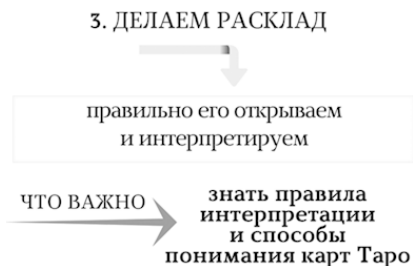 3. ДЕЛАЕМ РАСКЛАД
правильно его открываем
и интерпретируем
ЧТО ВАЖНО
знать правила
интерпретации
и способы
понимания карт Таро